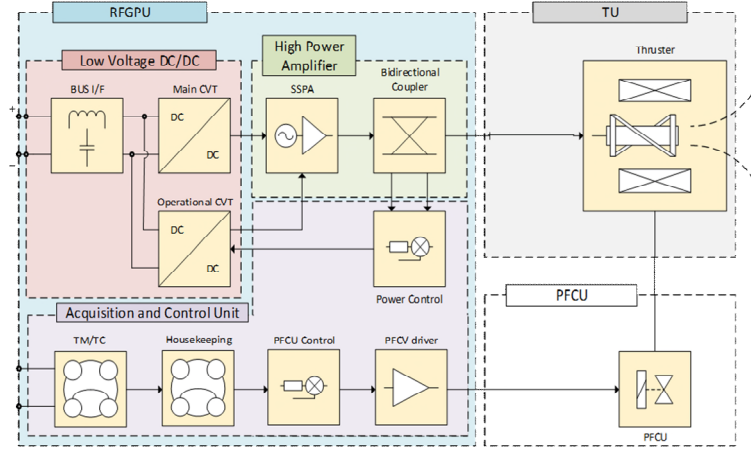 RFGPU
TU
Low Voltage DC/DC
High Power
Amplifier
Thruster
BUS I/F
Main CVT
SSPA
Bidirectional
Coupler
+
DC
DC
–
Operational CVT
DC
DC
Power Control
PFCU
Acquisition and Control Unit
TM/TC
Housekeeping
PFCU Control
PFCV driver
PFCU